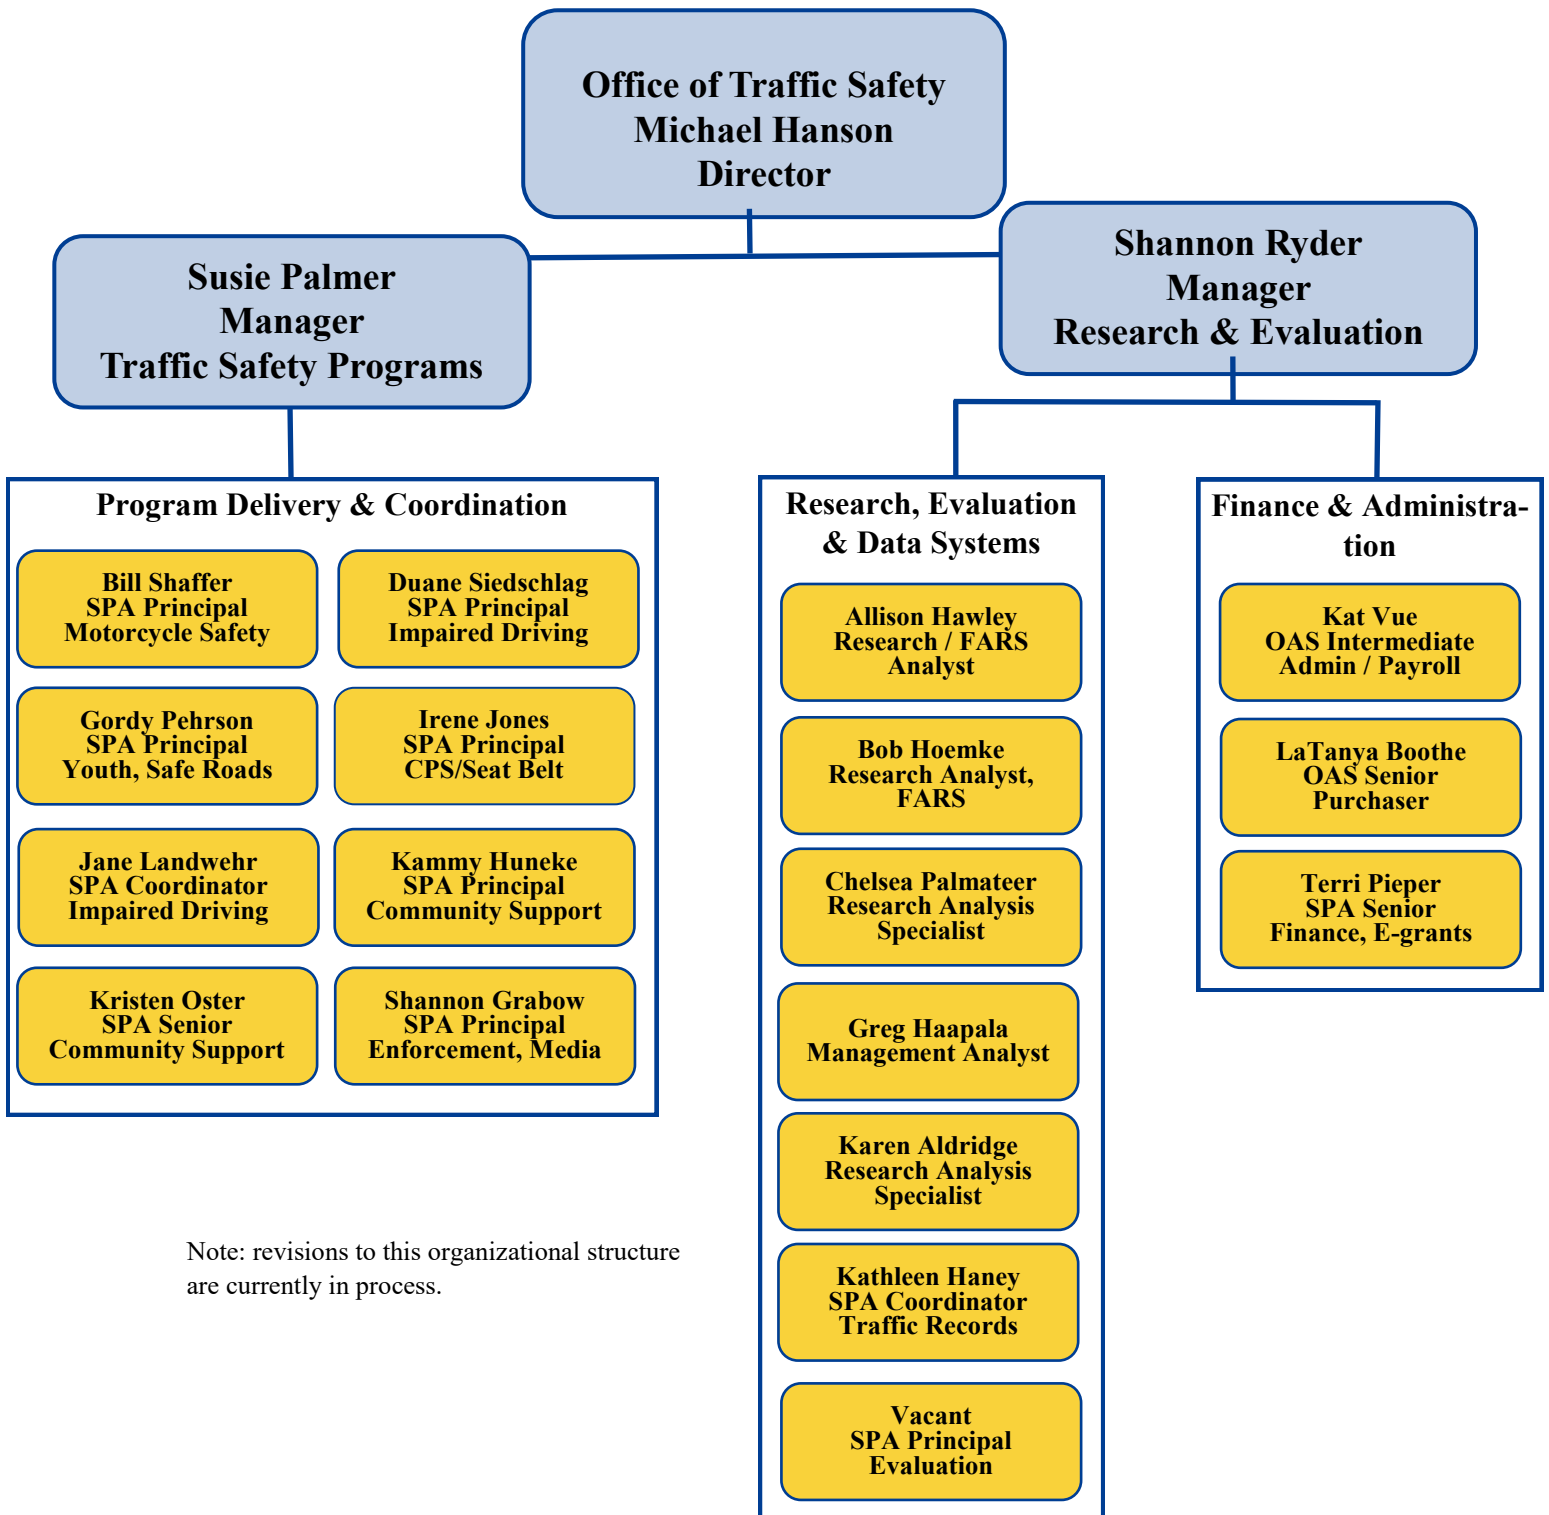 Office of Traffic Safety
Michael Hanson
Director
Susie Palmer
Manager
Traffic Safety Programs
Shannon Ryder
Manager
Research & Evaluation
Program Delivery & Coordination
Bill Shaffer
SPA Principal
Motorcycle Safety
Duane Siedschlag
SPA Principal
Impaired Driving
Gordy Pehrson
SPA Principal
Youth, Safe Roads
Irene Jones
SPA Principal
CPS/Seat Belt
Jane Landwehr
SPA Coordinator
Impaired Driving
Kammy Huneke
SPA Principal
Community Support
Kristen Oster
SPA Senior
Community Support
Shannon Grabow
SPA Principal
Enforcement, Media
Research, Evaluation
& Data Systems
Allison Hawley
Research / FARS
Analyst
Bob Hoemke
Research Analyst,
FARS
Chelsea Palmateer
Research Analysis
Specialist
Greg Haapala
Management Analyst
Karen Aldridge
Research Analysis
Specialist
Kathleen Haney
SPA Coordinator
Traffic Records
Vacant
SPA Principal
Evaluation
Finance & Administra-
tion
Kat Vue
OAS Intermediate
Admin / Payroll
LaTanya Boothe
OAS Senior
Purchaser
Terri Pieper
SPA Senior
Finance, E-grants
Note: revisions to this organizational structure
are currently in process.